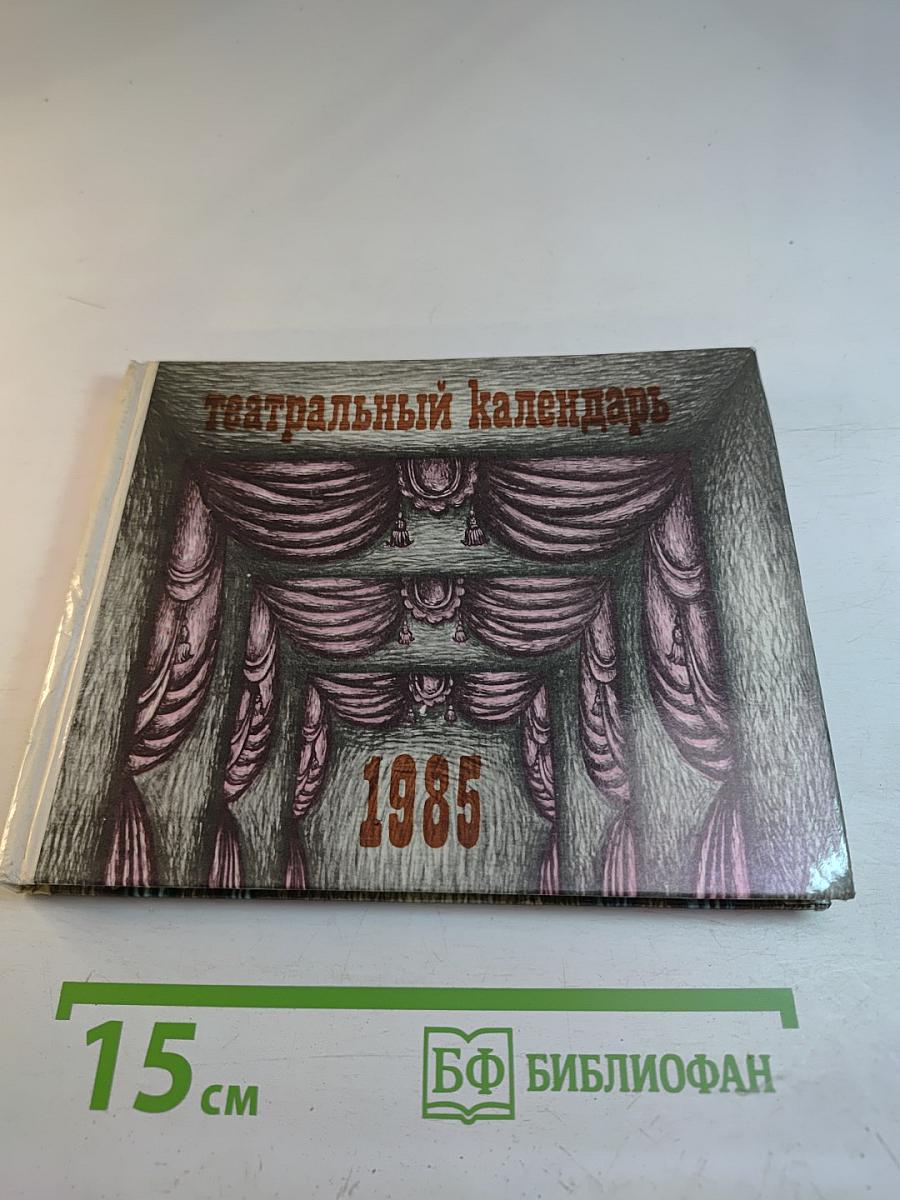 театральный календарь
1985
15 см
БФ БИБЛИОФАН